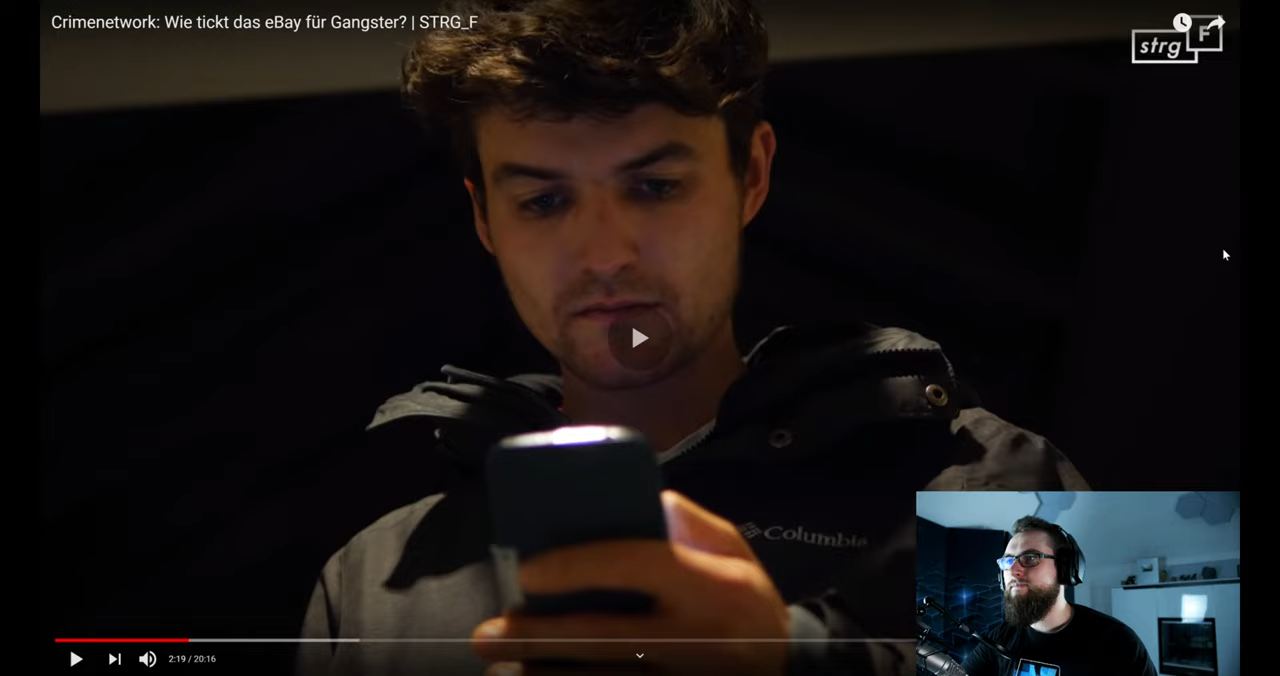 Crimenetwork: Wie tickt das eBay für Gangster? | STRG_F
strg F
Columbia
2:19 / 20:16